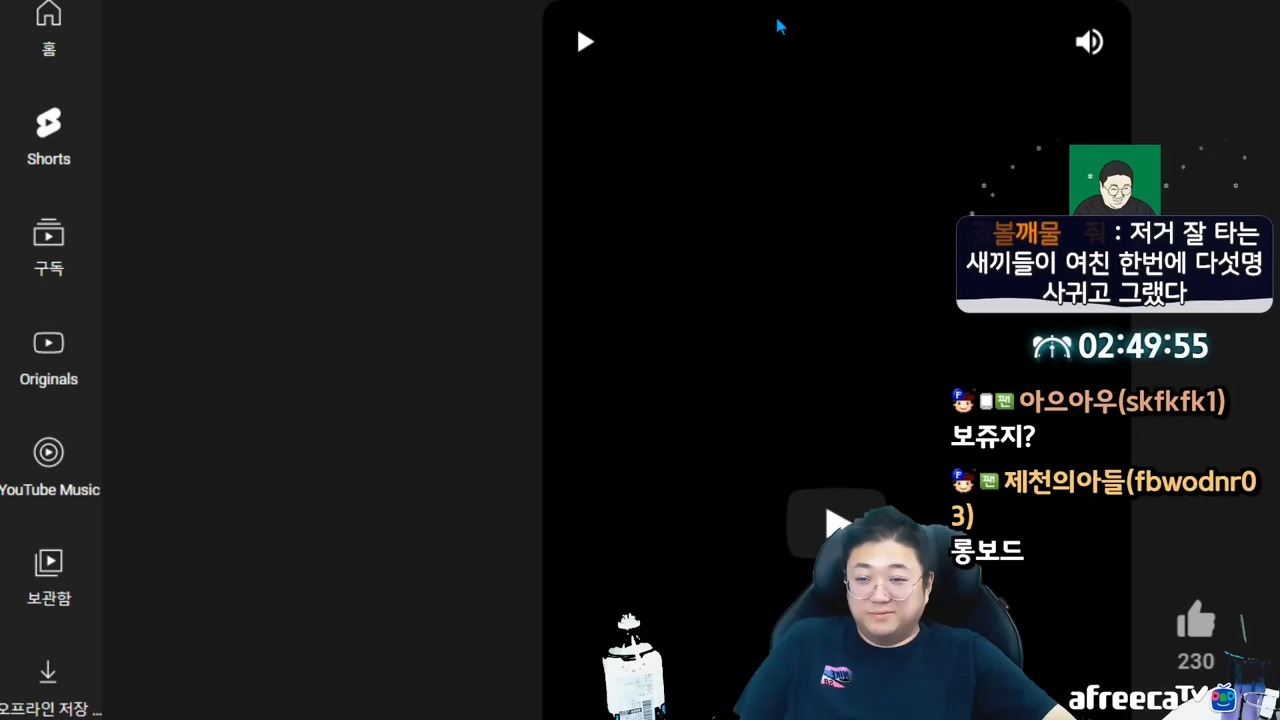 홈
Shorts
구독
Originals
YouTube Music
보관함
오프라인 저장 ...
볼깨물 줘 : 저거 잘 타는
새끼들이 여친 한번에 다섯명
사귀고 그랬다
02:49:55
F 팬 아으아우(skfkfk1)
보쥬지?
F 팬 제천의아들(fbwodnr0
3)
롱보드
230
afreecaTV